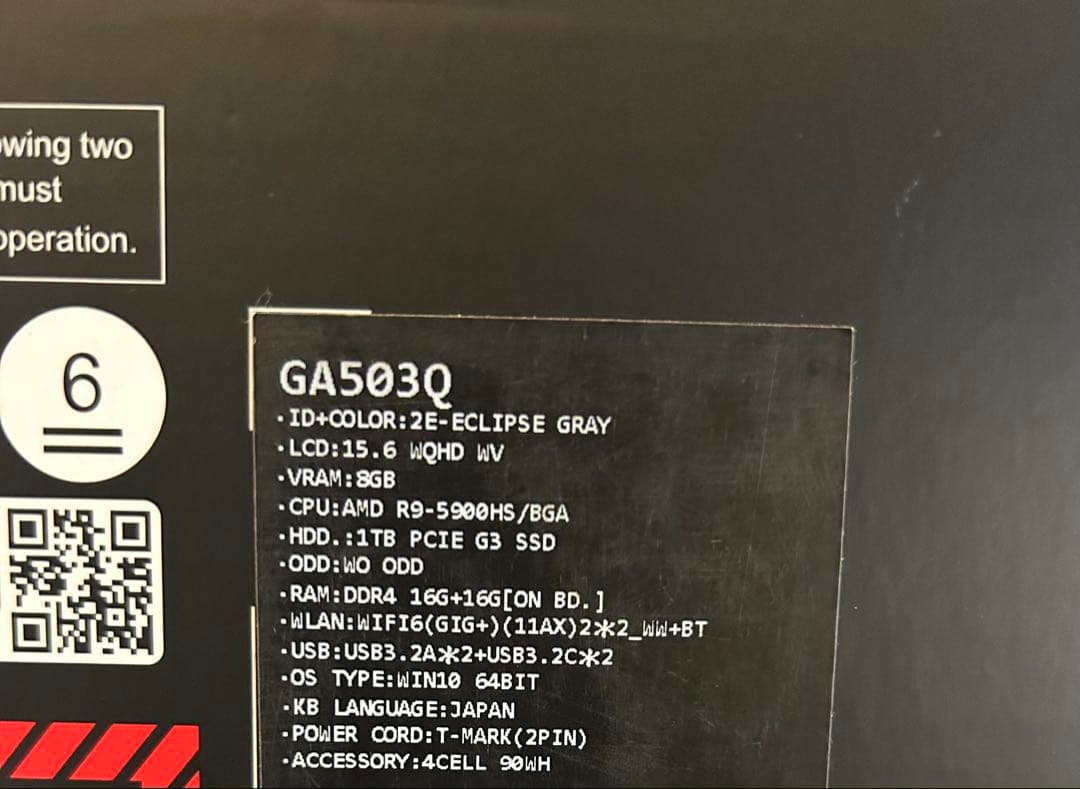 owing two
must
operation.
6
GA503Q
·ID+COLOR:2E-ECLIPSE GRAY
·LCD:15.6 WQHD WV
·VRAM:8GB
·CPU:AMD R9-5900HS/BGA
·HDD.:1TB PCIE G3 SSD
·ODD:WO ODD
·RAM:DDR4 16G+16G[ON BD.]
·WLAN:WIFI6(GIG+)(11AX)2*2_WW+BT
·USB:USB3.2A*2+USB3.2C*2
·OS TYPE:WIN10 64BIT
·KB LANGUAGE:JAPAN
·POWER CORD:T-MARK(2PIN)
·ACCESSORY:4CELL 90WH